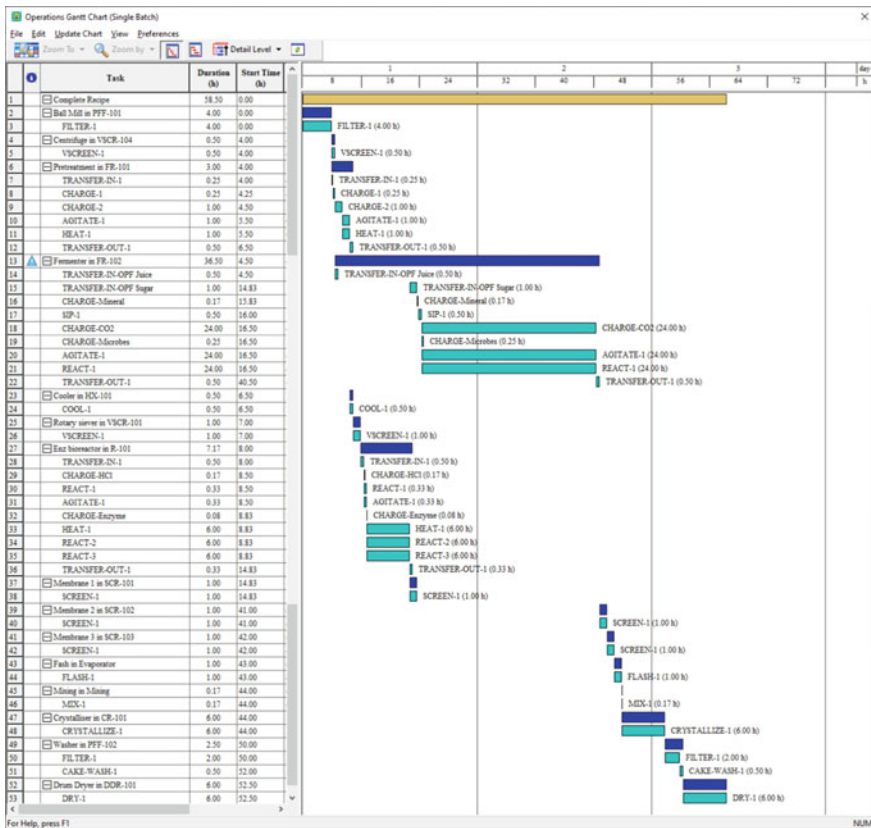 Operations Gantt Chart (Single Batch)
File Edit Update Chart View Preferences
Zoom To Zoom by Detail Level
Task Duration (h) Start Time (h)
1 2 3 day
8 16 24 32 40 48 56 64 72 h
1 Complete Recipe 58.50 0.00
2 Ball Mill in PFF-101 4.00 0.00
3 FILTER-1 4.00 0.00 FILTER-1 (4.00 h)
4 Centrifuge in VSCR-104 0.50 4.00
5 VSCREEN-1 0.50 4.00 VSCREEN-1 (0.50 h)
6 Pretreatment in FR-101 3.00 4.00
7 TRANSFER-IN-1 0.25 4.00 TRANSFER-IN-1 (0.25 h)
8 CHARGE-1 0.25 4.25 CHARGE-1 (0.25 h)
9 CHARGE-2 1.00 4.50 CHARGE-2 (1.00 h)
10 AGITATE-1 1.00 5.50 AGITATE-1 (1.00 h)
11 HEAT-1 1.00 5.50 HEAT-1 (1.00 h)
12 TRANSFER-OUT-1 0.50 6.50 TRANSFER-OUT-1 (0.50 h)
13 Fermenter in FR-102 36.50 4.50
14 TRANSFER-IN-OPF Juice 0.50 4.50 TRANSFER-IN-OPF Juice (0.50 h)
15 TRANSFER-IN-OPF Sugar 1.00 14.83 TRANSFER-IN-OPF Sugar (1.00 h)
16 CHARGE-Mineral 0.17 15.83 CHARGE-Mineral (0.17 h)
17 SIP-1 0.50 16.00 SIP-1 (0.50 h)
18 CHARGE-CO2 24.00 16.50 CHARGE-CO2 (24.00 h)
19 CHARGE-Microbes 0.25 16.50 CHARGE-Microbes (0.25 h)
20 AGITATE-1 24.00 16.50 AGITATE-1 (24.00 h)
21 REACT-1 24.00 16.50 REACT-1 (24.00 h)
22 TRANSFER-OUT-1 0.50 40.50 TRANSFER-OUT-1 (0.50 h)
23 Cooler in HX-101 0.50 6.50
24 COOL-1 0.50 6.50 COOL-1 (0.50 h)
25 Rotary siever in VSCR-101 1.00 7.00
26 VSCREEN-1 1.00 7.00 VSCREEN-1 (1.00 h)
27 Enz bioreactor in R-101 7.17 8.00
28 TRANSFER-IN-1 0.50 8.00 TRANSFER-IN-1 (0.50 h)
29 CHARGE-HCl 0.17 8.50 CHARGE-HCl (0.17 h)
30 REACT-1 0.33 8.50 REACT-1 (0.33 h)
31 AGITATE-1 0.33 8.50 AGITATE-1 (0.33 h)
32 CHARGE-Enzyme 0.08 8.83 CHARGE-Enzyme (0.08 h)
33 HEAT-1 6.00 8.83 HEAT-1 (6.00 h)
34 REACT-2 6.00 8.83 REACT-2 (6.00 h)
35 REACT-3 6.00 8.83 REACT-3 (6.00 h)
36 TRANSFER-OUT-1 0.33 14.83 TRANSFER-OUT-1 (0.33 h)
37 Membrane 1 in SCR-101 1.00 14.83
38 SCREEN-1 1.00 14.83 SCREEN-1 (1.00 h)
39 Membrane 2 in SCR-102 1.00 41.00
40 SCREEN-1 1.00 41.00 SCREEN-1 (1.00 h)
41 Membrane 3 in SCR-103 1.00 42.00
42 SCREEN-1 1.00 42.00 SCREEN-1 (1.00 h)
43 Fash in Evaporator 1.00 43.00
44 FLASH-1 1.00 43.00 FLASH-1 (1.00 h)
45 Mining in Mining 0.17 44.00
46 MIX-1 0.17 44.00 MIX-1 (0.17 h)
47 Crystalliser in CR-101 6.00 44.00
48 CRYSTALLIZE-1 6.00 44.00 CRYSTALLIZE-1 (6.00 h)
49 Washer in PFF-102 2.50 50.00
50 FILTER-1 2.00 50.00 FILTER-1 (2.00 h)
51 CAKE-WASH-1 0.50 52.00 CAKE-WASH-1 (0.50 h)
52 Drum Dryer in DDR-101 6.00 52.50
53 DRY-1 6.00 52.50 DRY-1 (6.00 h)
For Help, press F1 NUM